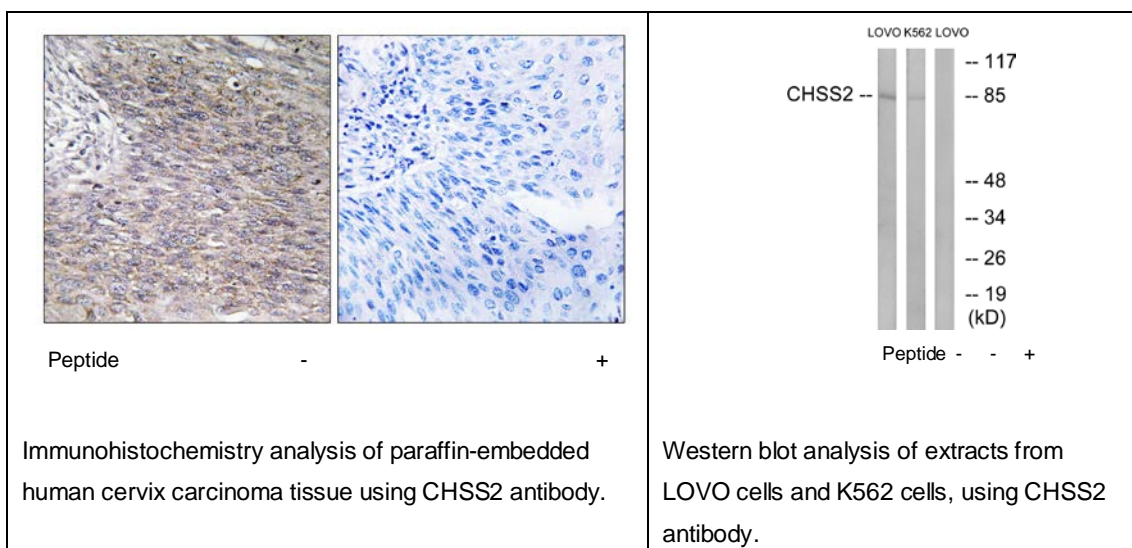 Peptide - +
Immunohistochemistry analysis of paraffin-embedded
human cervix carcinoma tissue using CHSS2 antibody.
LOVO K562 LOVO
-- 117
CHSS2 -- -- 85
-- 48
-- 34
-- 26
-- 19
(kD)
Peptide - - +
Western blot analysis of extracts from
LOVO cells and K562 cells, using CHSS2
antibody.